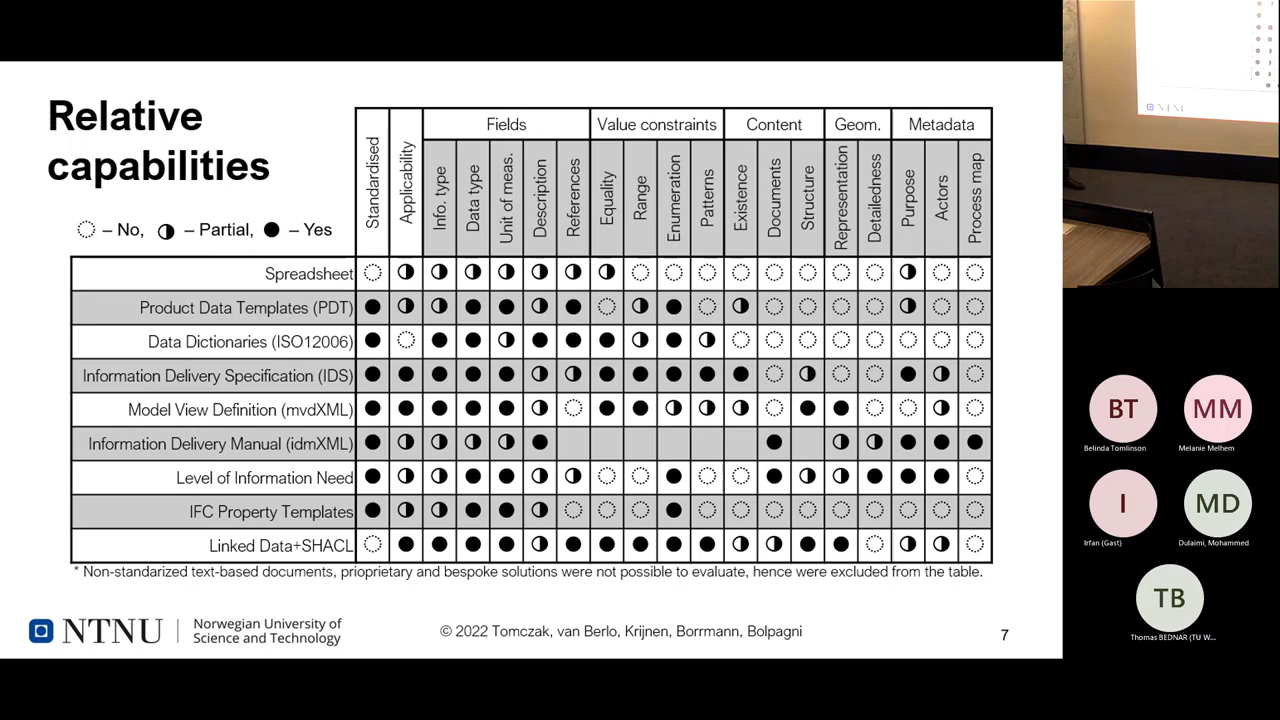 Relative
capabilities
– No, – Partial, – Yes
Fields Value constraints Content Geom. Metadata
Standardised Applicability Info. type Data type Unit of meas. Description References Equality Range Enumeration Patterns Existence Documents Structure Representation Detailedness Purpose Actors Process map
Spreadsheet
Product Data Templates (PDT)
Data Dictionaries (ISO12006)
Information Delivery Specification (IDS)
Model View Definition (mvdXML)
Information Delivery Manual (idmXML)
Level of Information Need
IFC Property Templates
Linked Data+SHACL
* Non-standarized text-based documents, prioprietary and bespoke solutions were not possible to evaluate, hence were excluded from the table.
NTNU
Norwegian University of
Science and Technology
© 2022 Tomczak, van Berlo, Krijnen, Borrmann, Bolpagni
7
NTNU
BT MM
Belinda Tomlinson Melanie Melhem
I MD
Irfan (Gast) Dulaimi, Mohammed
TB
Thomas BEDNAR (TU W...